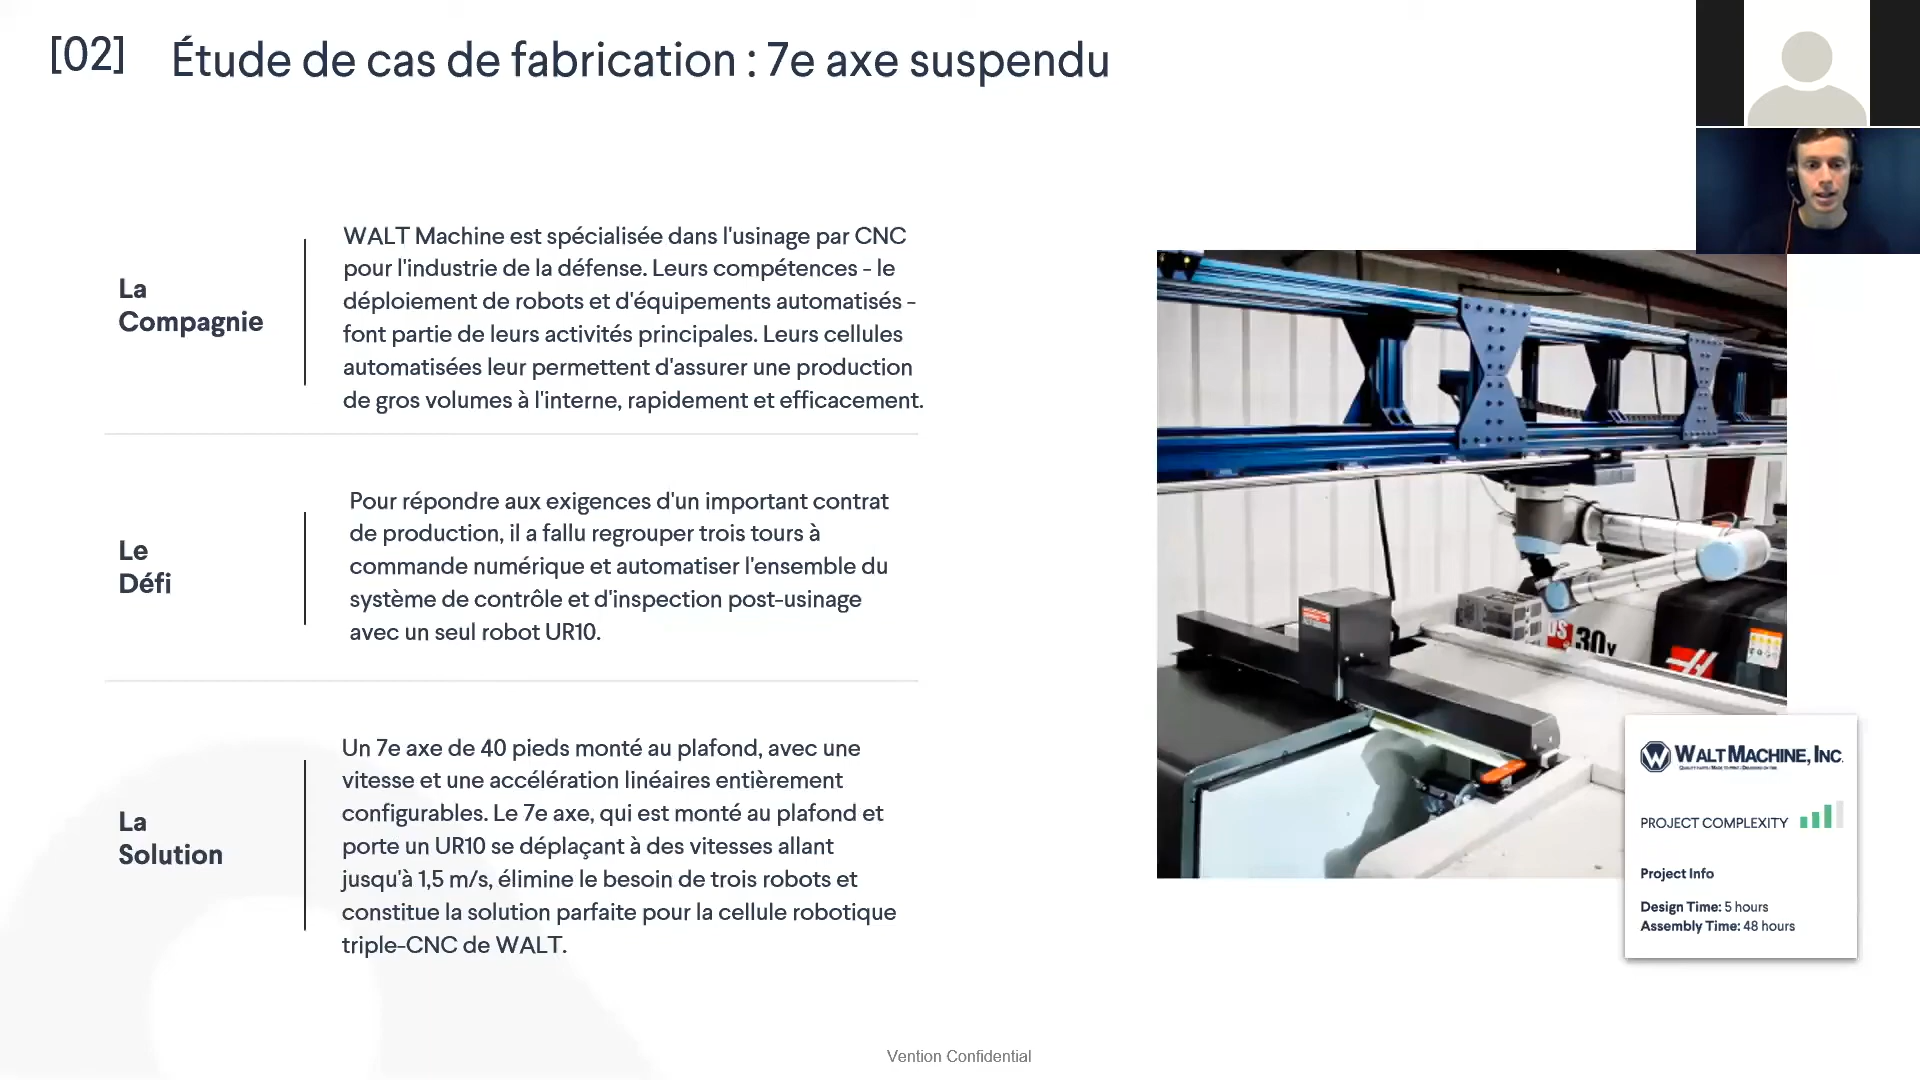 [02] Étude de cas de fabrication : 7e axe suspendu
La
Compagnie
WALT Machine est spécialisée dans l'usinage par CNC
pour l'industrie de la défense. Leurs compétences - le
déploiement de robots et d'équipements automatisés -
font partie de leurs activités principales. Leurs cellules
automatisées leur permettent d'assurer une production
de gros volumes à l'interne, rapidement et efficacement.
Le
Défi
Pour répondre aux exigences d'un important contrat
de production, il a fallu regrouper trois tours à
commande numérique et automatiser l'ensemble du
système de contrôle et d'inspection post-usinage
avec un seul robot UR10.
La
Solution
Un 7e axe de 40 pieds monté au plafond, avec une
vitesse et une accélération linéaires entièrement
configurables. Le 7e axe, qui est monté au plafond et
porte un UR10 se déplaçant à des vitesses allant
jusqu'à 1,5 m/s, élimine le besoin de trois robots et
constitue la solution parfaite pour la cellule robotique
triple-CNC de WALT.
30y
W WALT MACHINE, INC.
PROJECT COMPLEXITY
Project Info
Design Time: 5 hours
Assembly Time: 48 hours
Vention Confidential